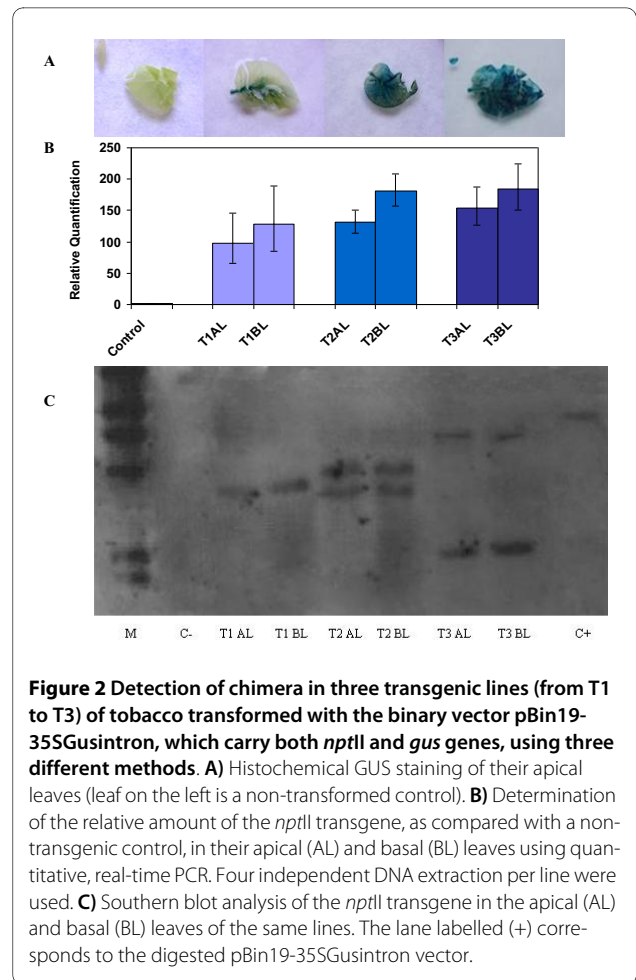 A
B
250
200
150
100
50
0
Relative Quantification
Control
T1AL
T1BL
T2AL
T2BL
T3AL
T3BL
C
M C- T1 AL T1 BL T2 AL T2 BL T3 AL T3 BL C+
Figure 2 Detection of chimera in three transgenic lines (from T1
to T3) of tobacco transformed with the binary vector pBin19-
35SGusintron, which carry both nptII and gus genes, using three
different methods. A) Histochemical GUS staining of their apical
leaves (leaf on the left is a non-transformed control). B) Determination
of the relative amount of the nptII transgene, as compared with a non-
transgenic control, in their apical (AL) and basal (BL) leaves using quan-
titative, real-time PCR. Four independent DNA extraction per line were
used. C) Southern blot analysis of the nptII transgene in the apical (AL)
and basal (BL) leaves of the same lines. The lane labelled (+) corre-
sponds to the digested pBin19-35SGusintron vector.